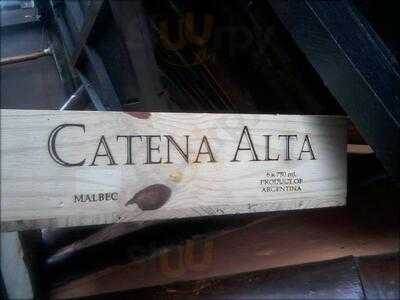 CATENA ALTA
MALBEC
6 x 750 mL
PRODUCT OF
ARGENTINA